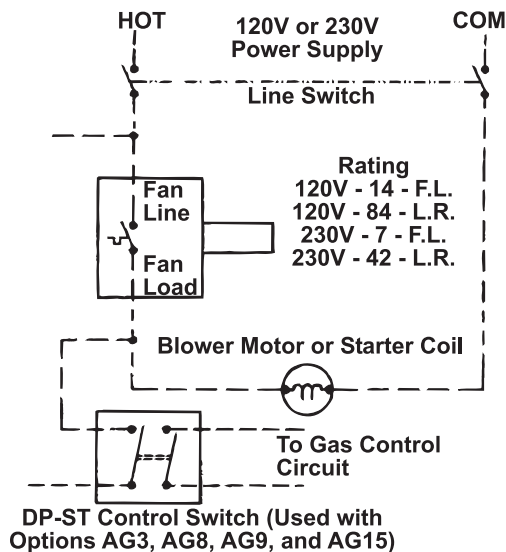 HOT
120V or 230V
Power Supply
COM
Line Switch
Fan
Line
Fan
Load
Rating
120V - 14 - F.L.
120V - 84 - L.R.
230V - 7 - F.L.
230V - 42 - L.R.
Blower Motor or Starter Coil
To Gas Control
Circuit
DP-ST Control Switch (Used with
Options AG3, AG8, AG9, and AG15)